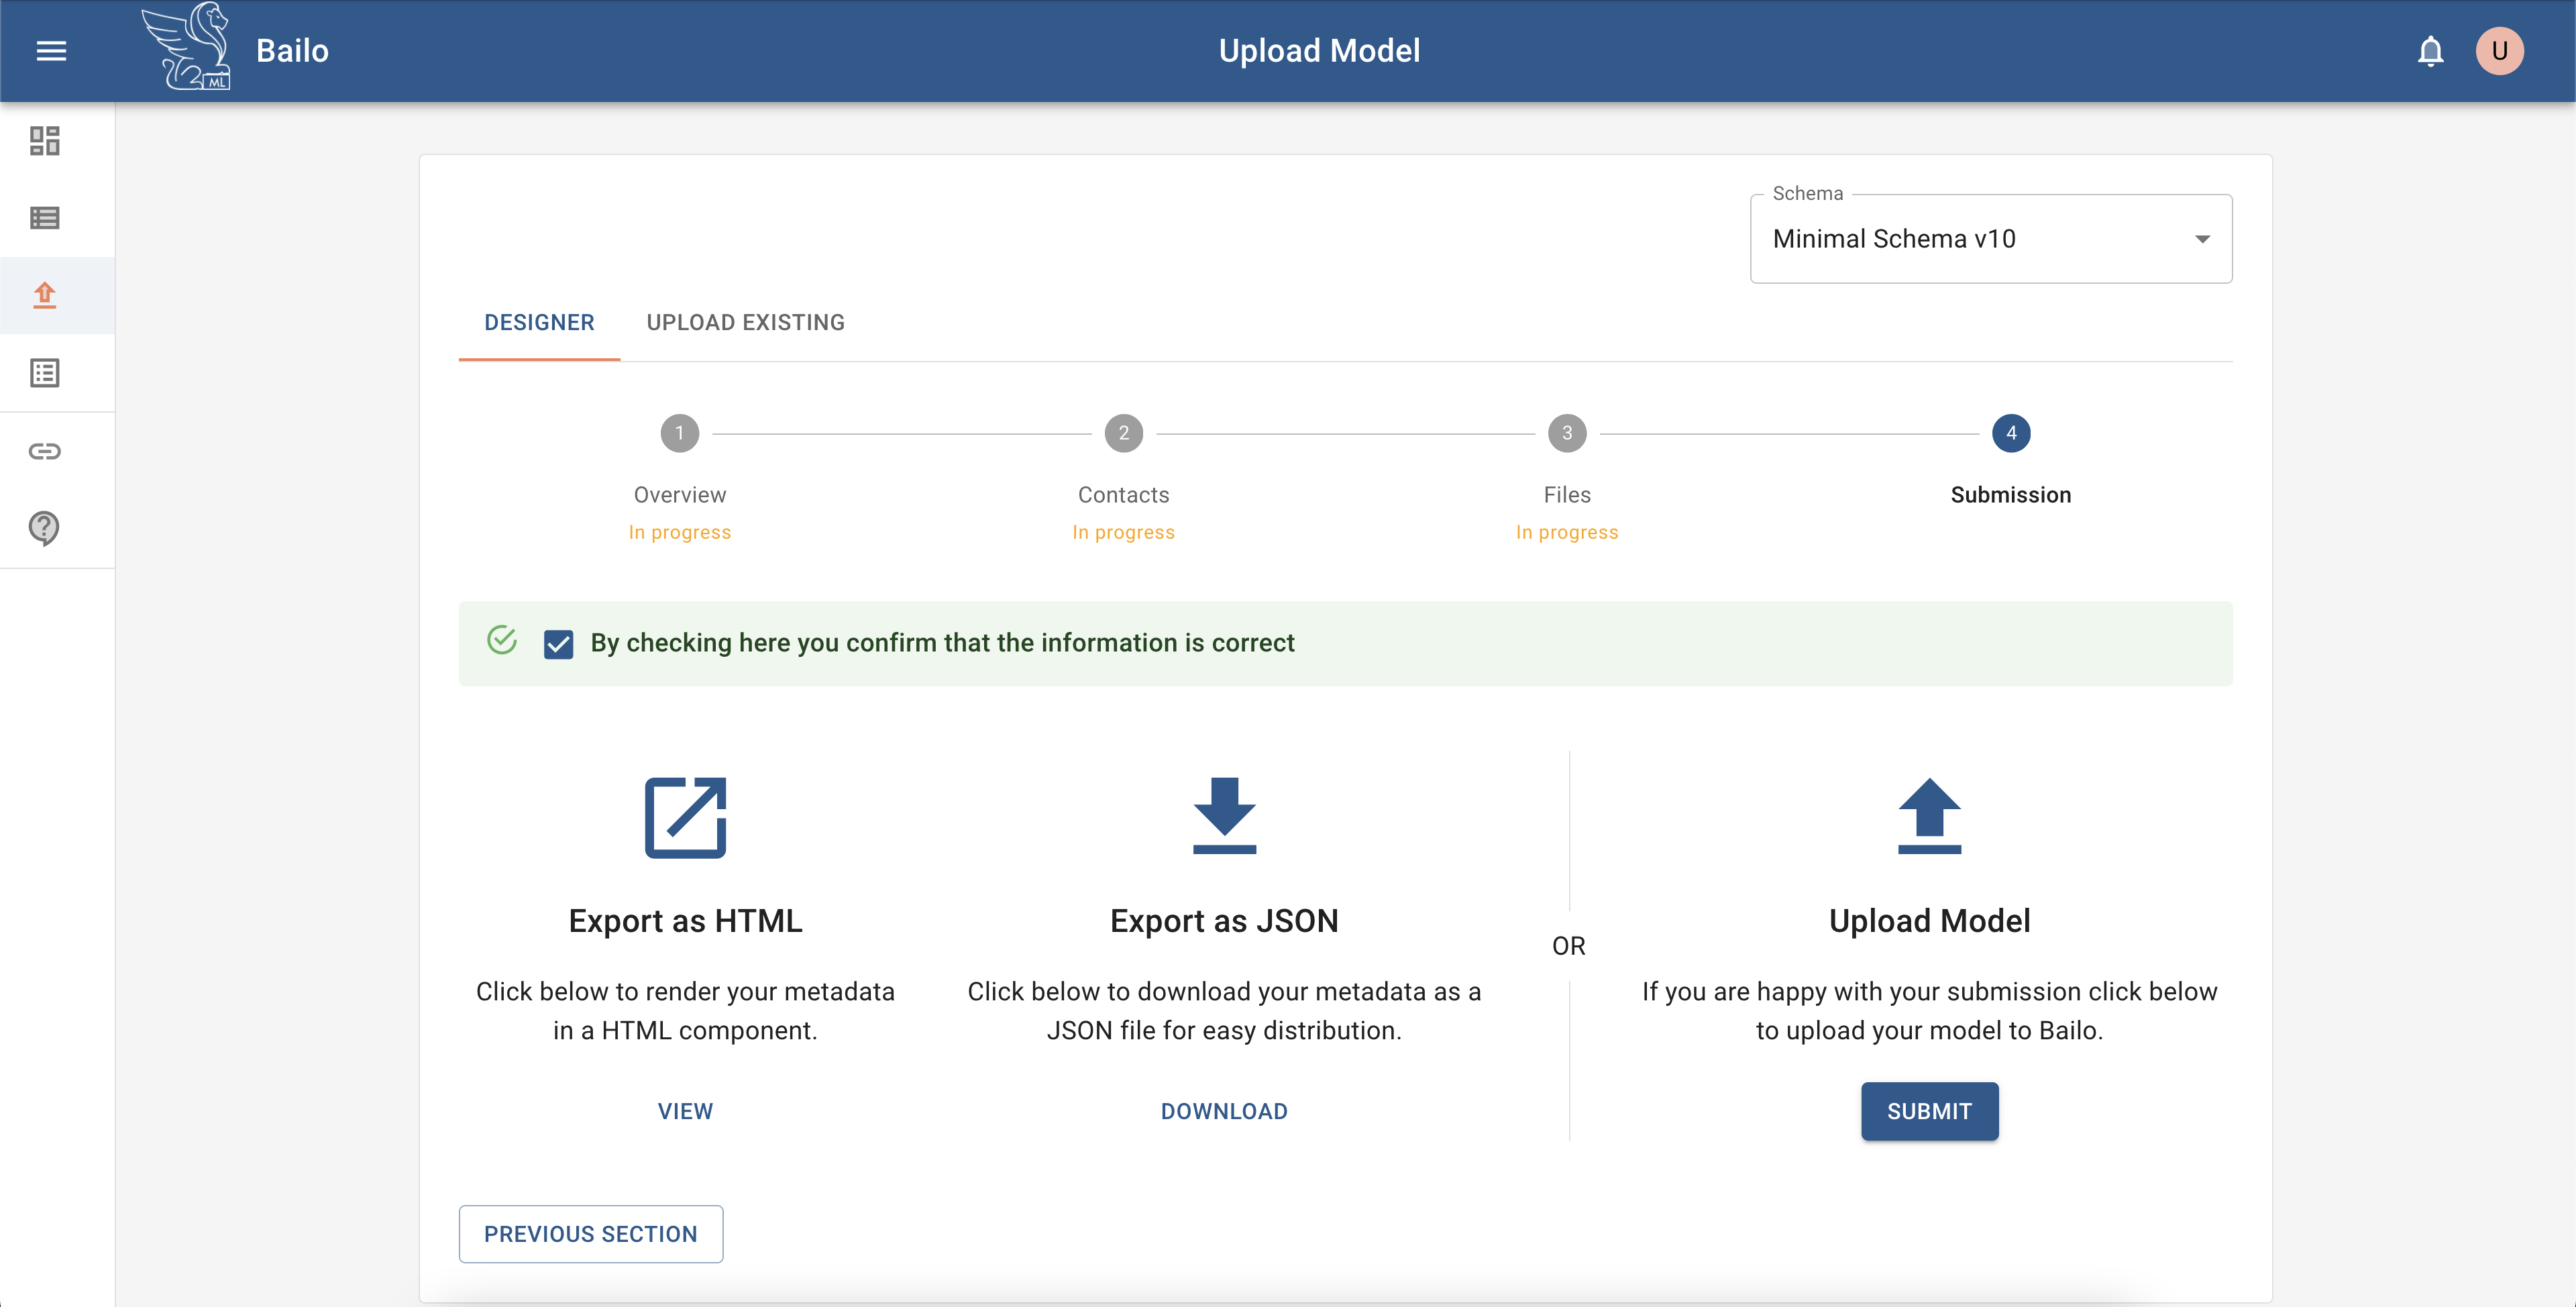 ML
Bailo
Upload Model
U
Schema
Minimal Schema v10
DESIGNER
UPLOAD EXISTING
1
2
3
4
Overview
Contacts
Files
Submission
In progress
In progress
In progress
By checking here you confirm that the information is correct
Export as HTML
Click below to render your metadata
in a HTML component.
VIEW
Export as JSON
Click below to download your metadata as a
JSON file for easy distribution.
DOWNLOAD
OR
Upload Model
If you are happy with your submission click below
to upload your model to Bailo.
SUBMIT
PREVIOUS SECTION